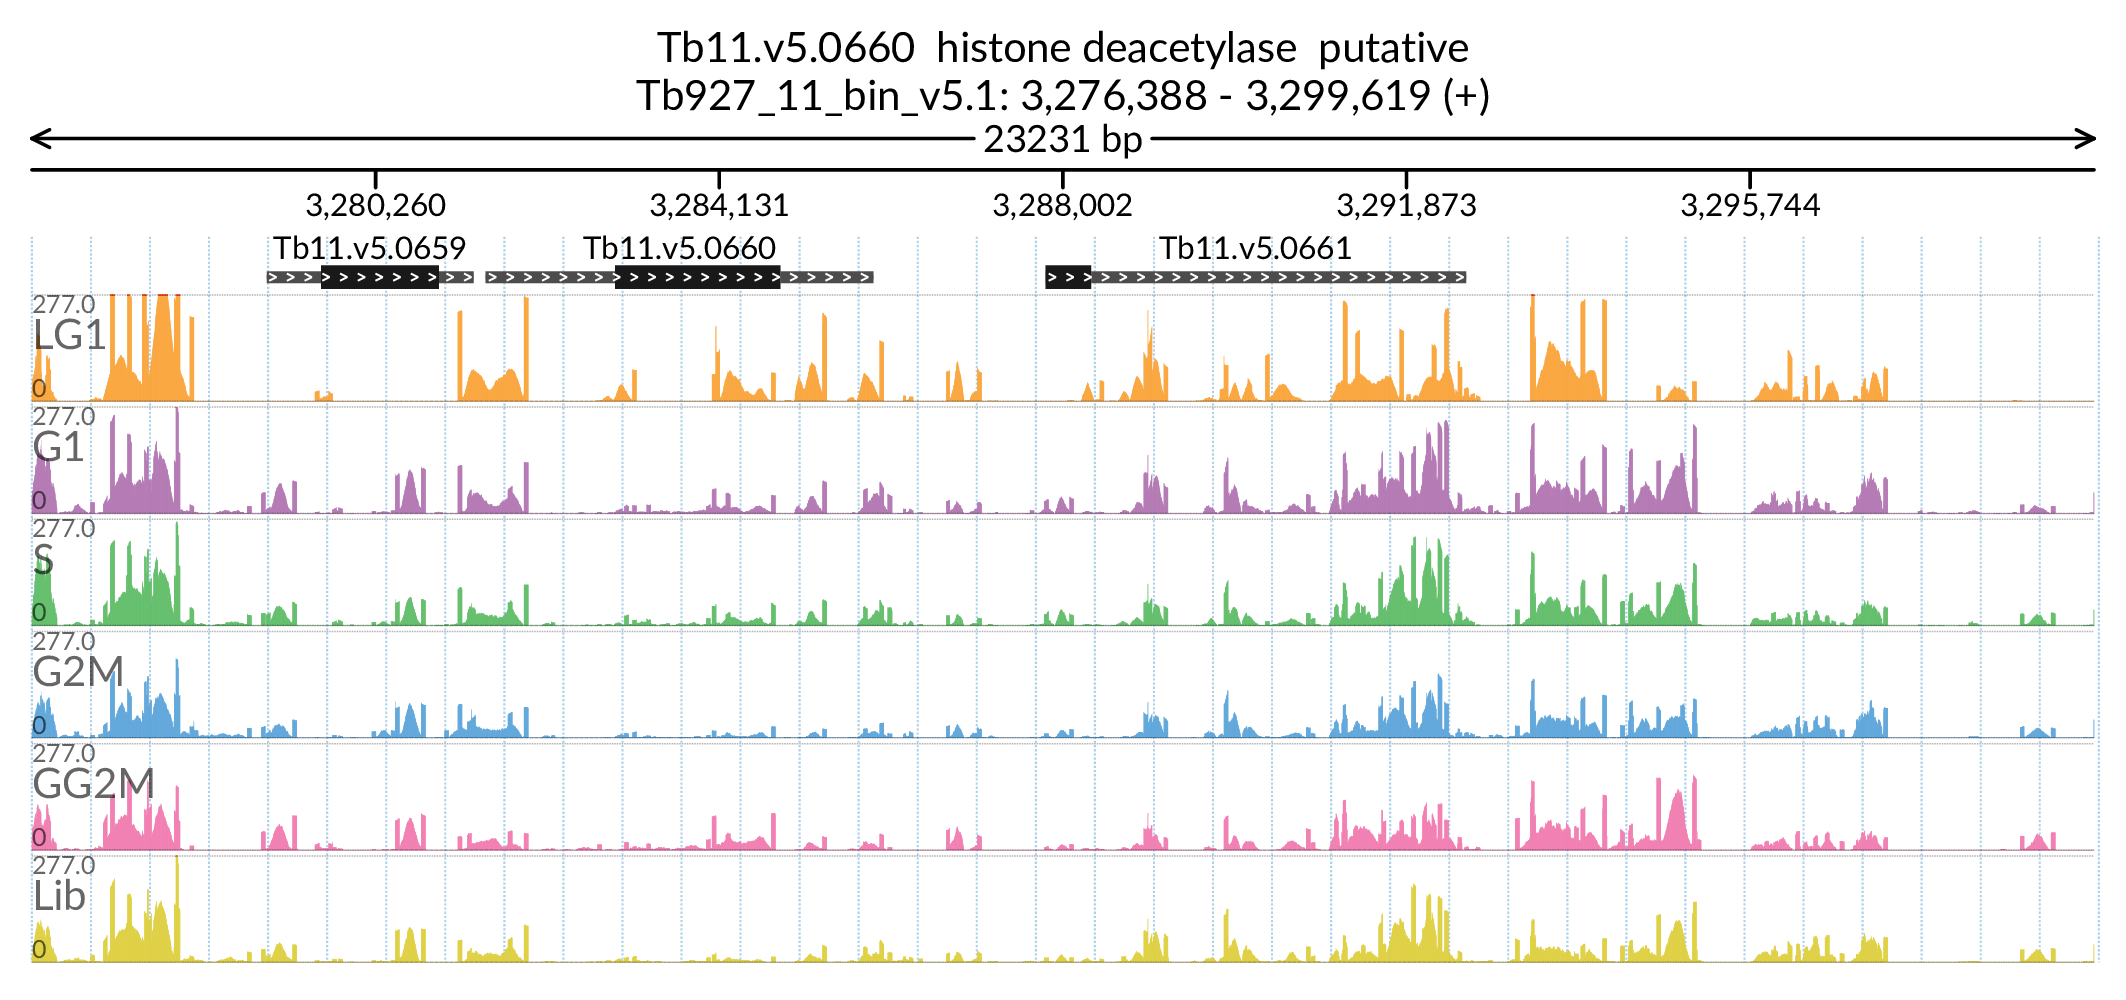 Tb11.v5.0660  histone deacetylase  putative
Tb927_11_bin_v5.1: 3,276,388 - 3,299,619 (+)
23231 bp
3,280,260 3,284,131 3,288,002 3,291,873 3,295,744
Tb11.v5.0659 Tb11.v5.0660 Tb11.v5.0661
277.0
LG1
0
277.0
G1
0
277.0
S
0
277.0
G2M
0
277.0
GG2M
0
277.0
Lib
0